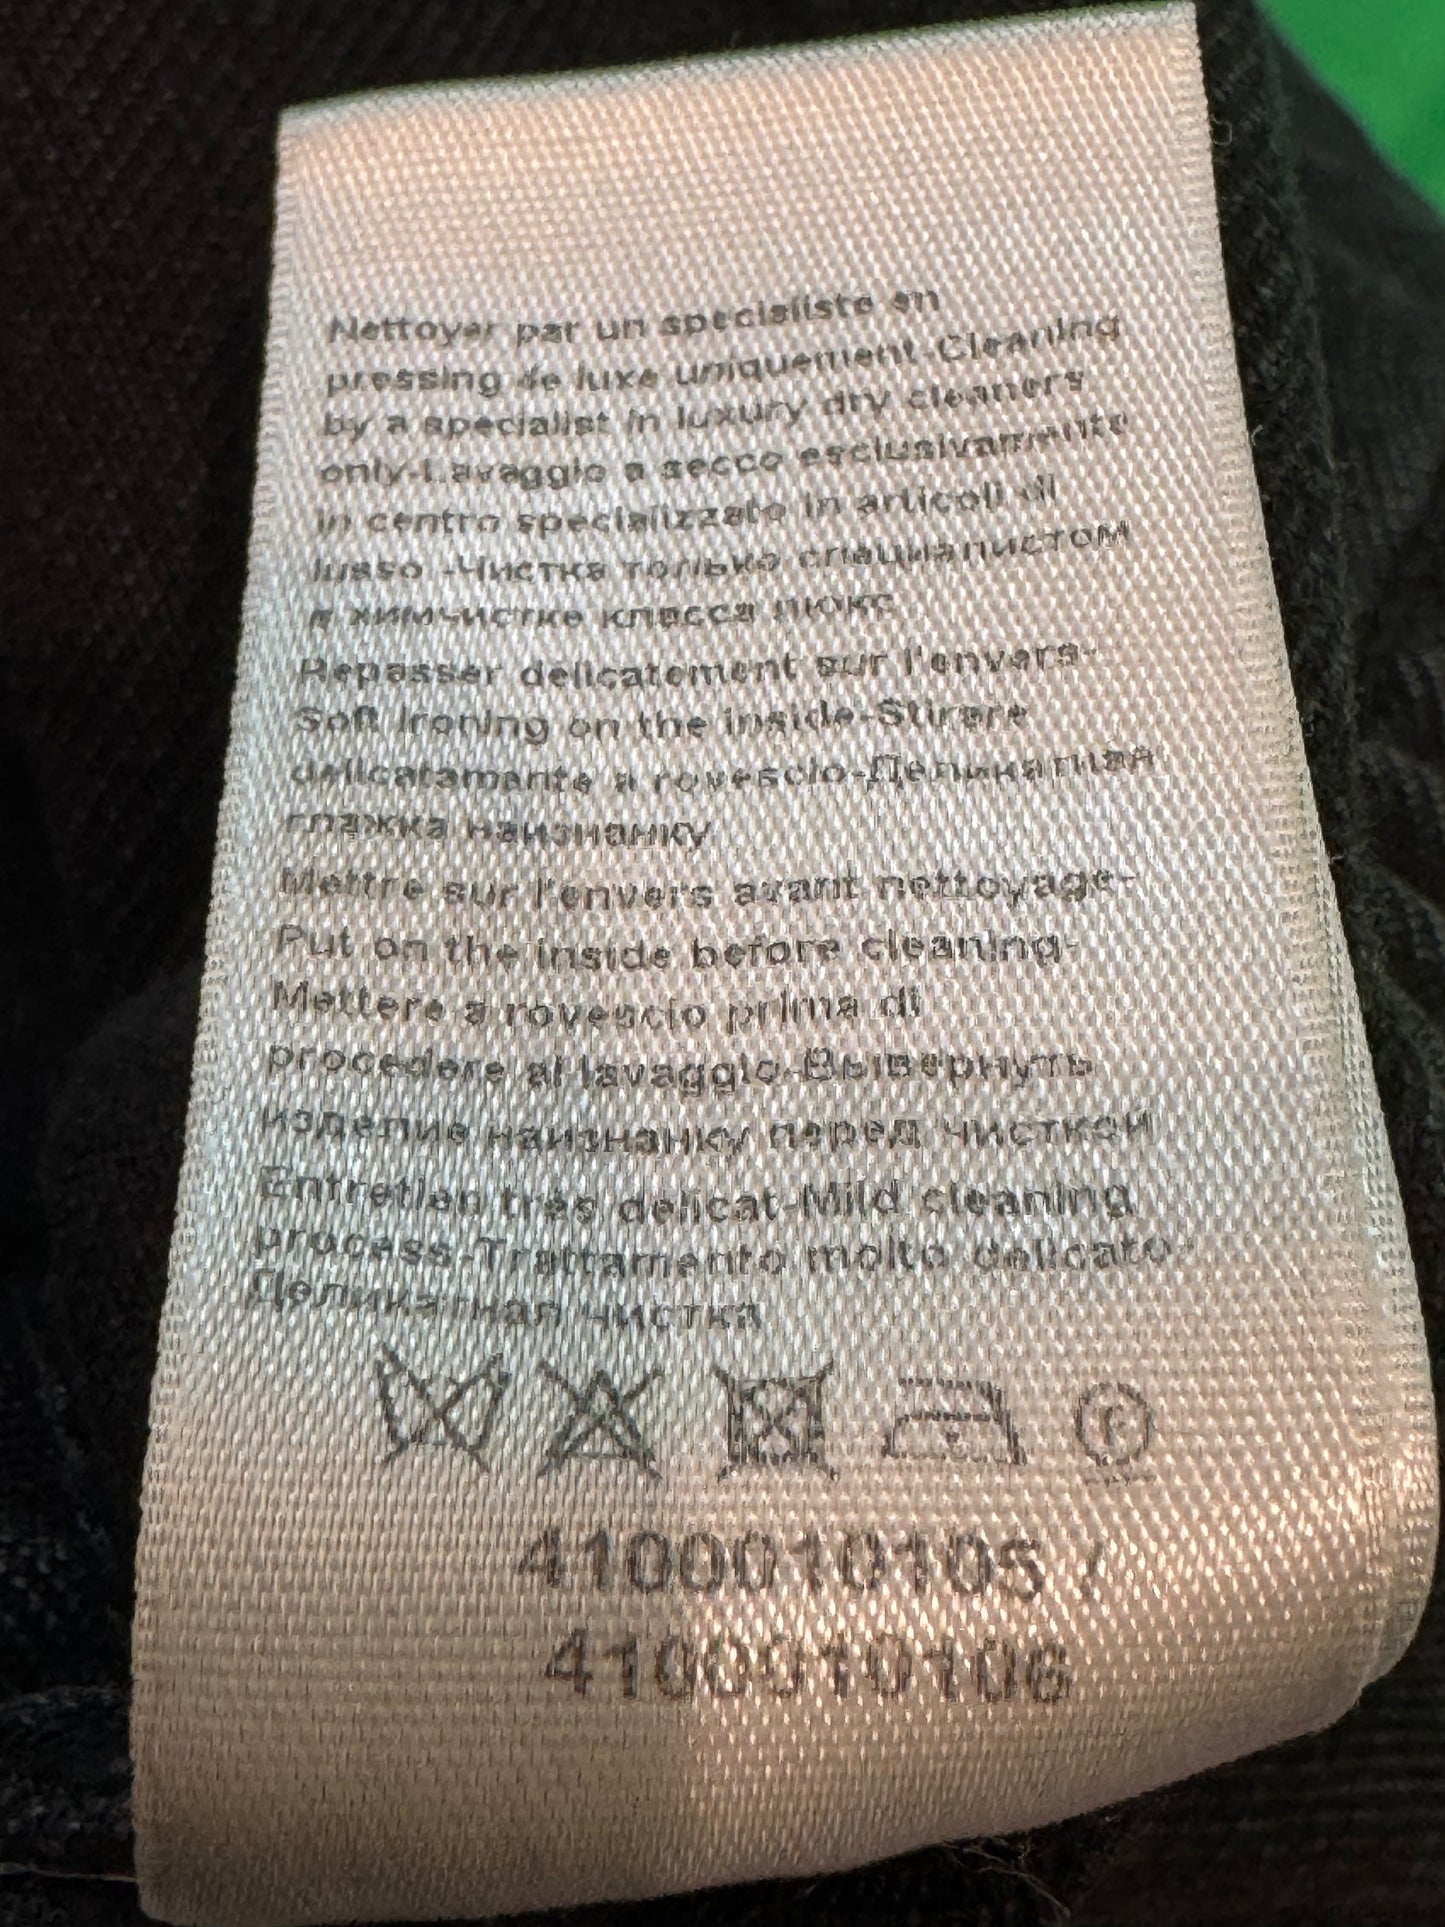 Nettoyer par un specialiste en
pressing de luxe uniquement-Cleaning
by a specialist in luxury dry cleaners
only-Lavaggio a secco esclusivamente
in centro specializzato in articoli di
lusso -Чистка только специалистом
в химчистке класса люкс
Repasser delicatement sur l'envers-
Soft ironing on the inside-Stirare
delicatamente a rovescio-Деликатная
глажка наизнанку
Mettre sur l'envers avant nettoyage-
Put on the inside before cleaning-
Mettere a rovescio prima di
procedere al lavaggio-Вывернуть
изделие наизнанку перед чисткой
Entretien tres delicat-Mild cleaning
process-Trattamento molto delicato-
Деликатная чистка
F
4100010105 /
4100010106